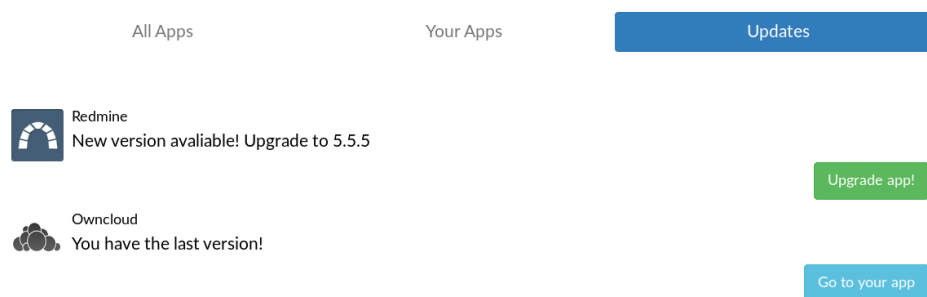 All Apps
Your Apps
Updates
Redmine
New version avaliable! Upgrade to 5.5.5
Upgrade app!
Owncloud
You have the last version!
Go to your app